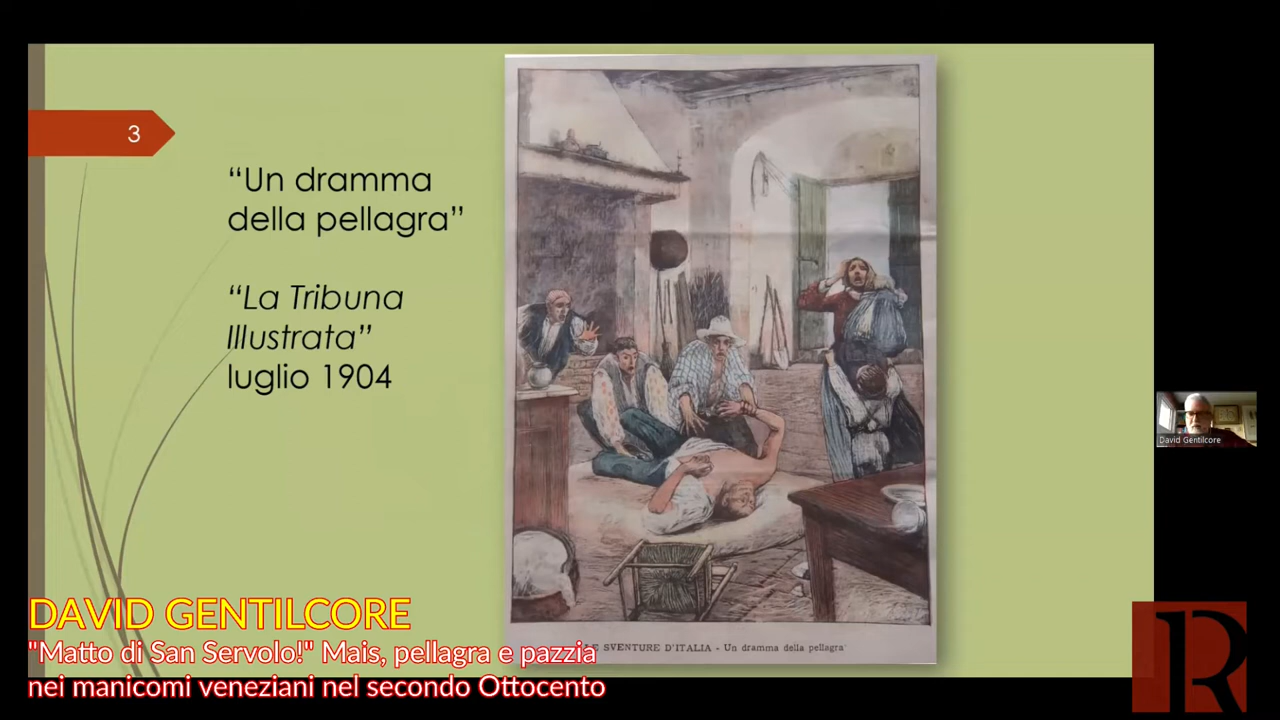 3
“Un dramma
della pellagra”
“La Tribuna
Illustrata”
luglio 1904
SVENTURE D'ITALIA - Un dramma della pellagra
David Gentilcore
DAVID GENTILCORE
"Matto di San Servolo!" Mais, pellagra e pazzia
nei manicomi veneziani nel secondo Ottocento
R